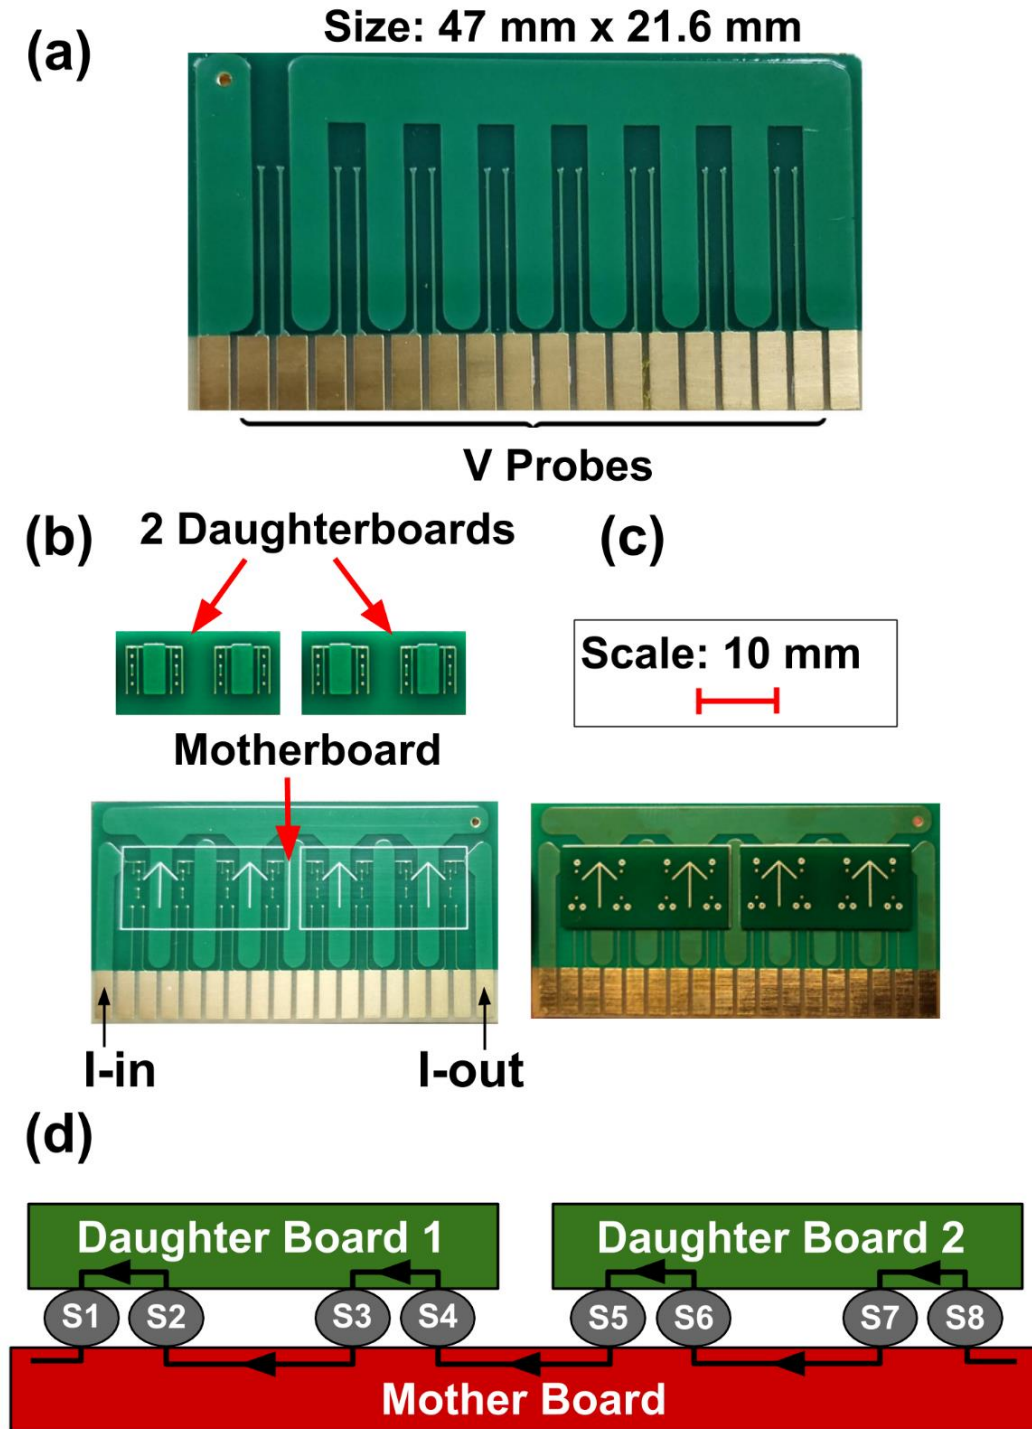 (a)
Size: 47 mm x 21.6 mm
V Probes
(b)
2 Daughterboards
(c)
Scale: 10 mm
Motherboard
I-in
I-out
(d)
Daughter Board 1
Daughter Board 2
S1
S2
S3
S4
S5
S6
S7
S8
Mother Board